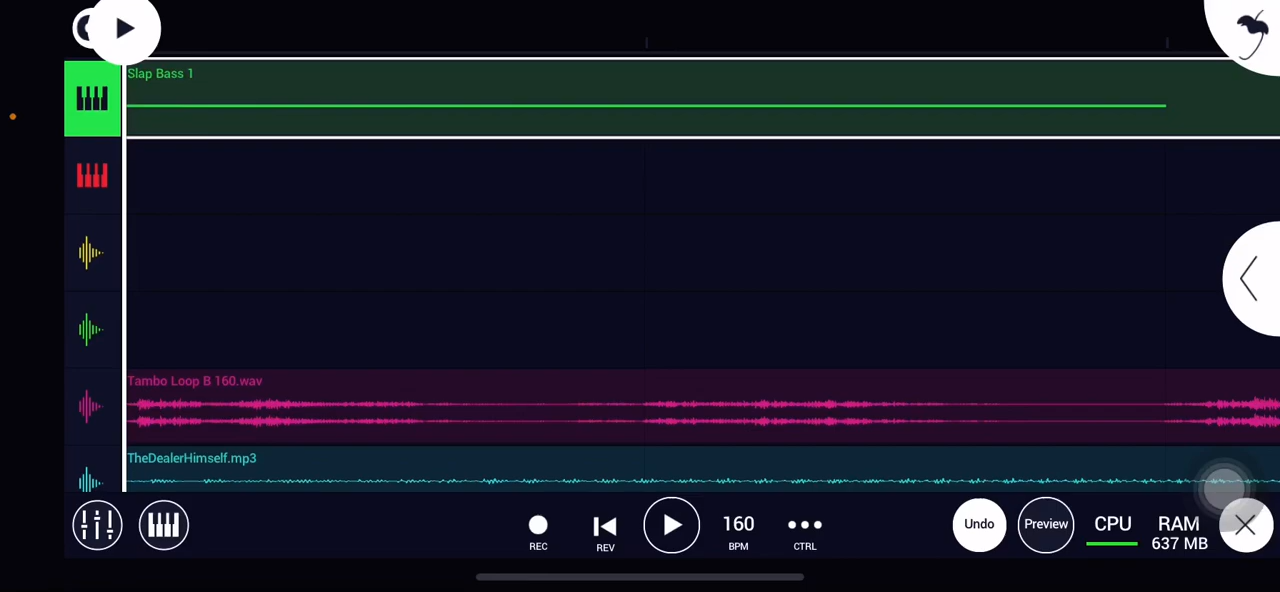 Slap Bass 1
Tambo Loop B 160.wav
TheDealerHimself.mp3
REC
REV
160
BPM
CTRL
Undo
Preview
CPU
RAM
637 MB